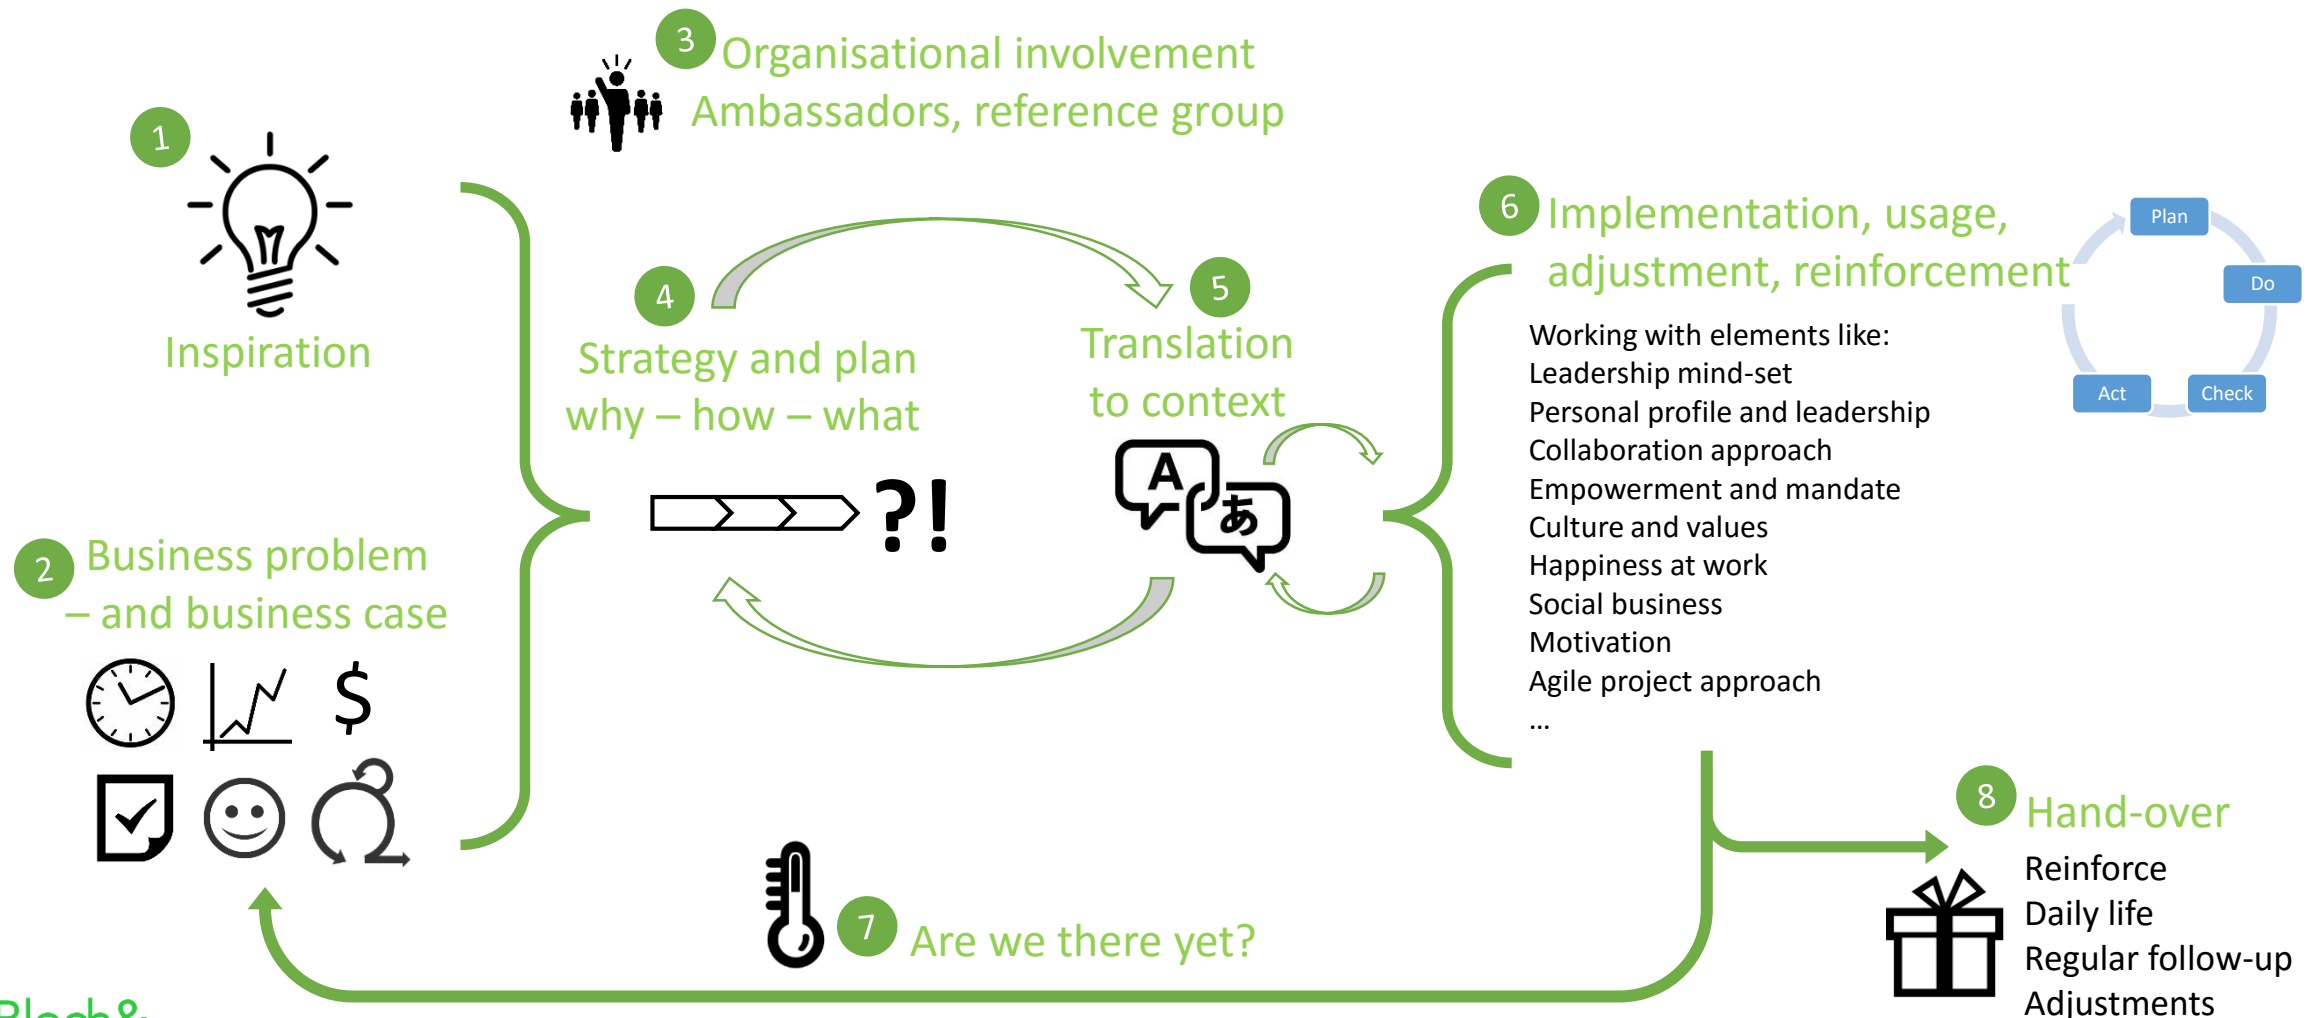 1
Inspiration
2
Business problem
– and business case
$
3
Organisational involvement
Ambassadors, reference group
4
Strategy and plan
why – how – what
?!
5
Translation
to context
A
あ
6
Implementation, usage,
adjustment, reinforcement
Working with elements like:
Leadership mind-set
Personal profile and leadership
Collaboration approach
Empowerment and mandate
Culture and values
Happiness at work
Social business
Motivation
Agile project approach
...
Plan
Do
Check
Act
7
Are we there yet?
8
Hand-over
Reinforce
Daily life
Regular follow-up
Adjustments
Bloch&